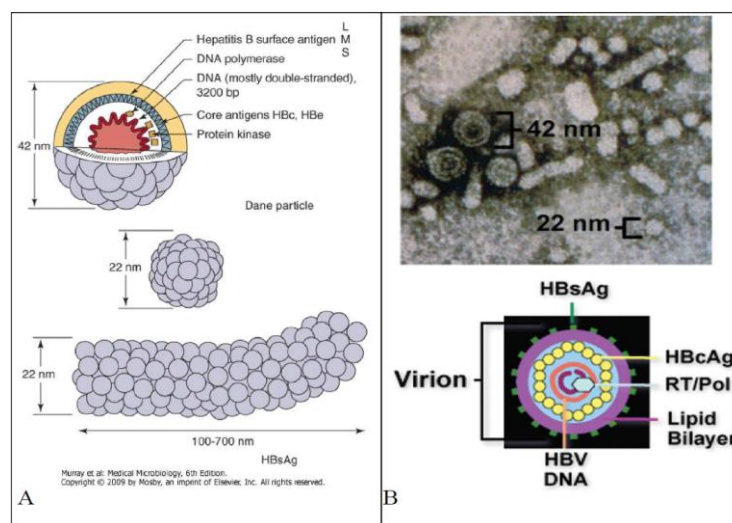 Hepatitis B surface antigen
L
M
S
DNA polymerase
DNA (mostly double-stranded),
3200 bp
Core antigens HBc, HBe
Protein kinase
42 nm
Dane particle
22 nm
22 nm
100-700 nm
HBsAg
Murray et al: Medical Microbiology, 6th Edition.
Copyright © 2009 by Mosby, an imprint of Elsevier, Inc. All rights reserved.
A
42 nm
22 nm
HBsAg
HBcAg
RT/Pol
Virion
Lipid
Bilayer
HBV
DNA
B